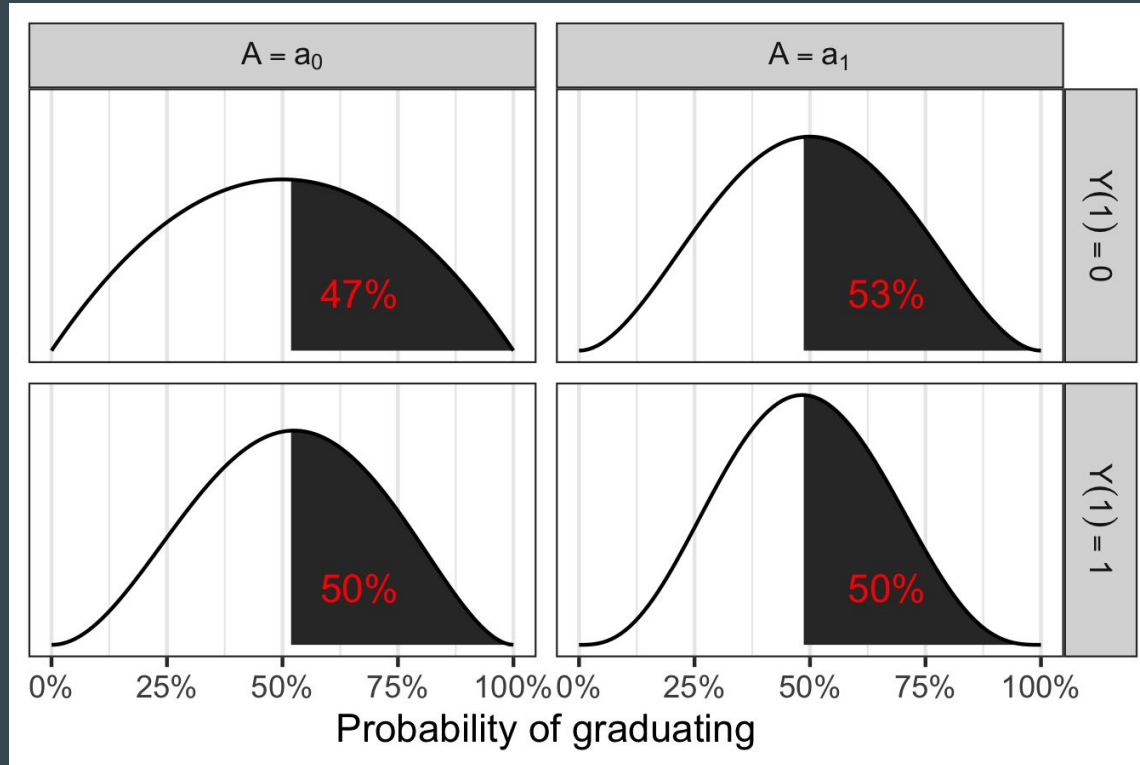 A = a₀
A = a₁
Y(1) = 0
47%
53%
Y(1) = 1
50%
50%
0% 25% 50% 75% 100% 0% 25% 50% 75% 100%
Probability of graduating